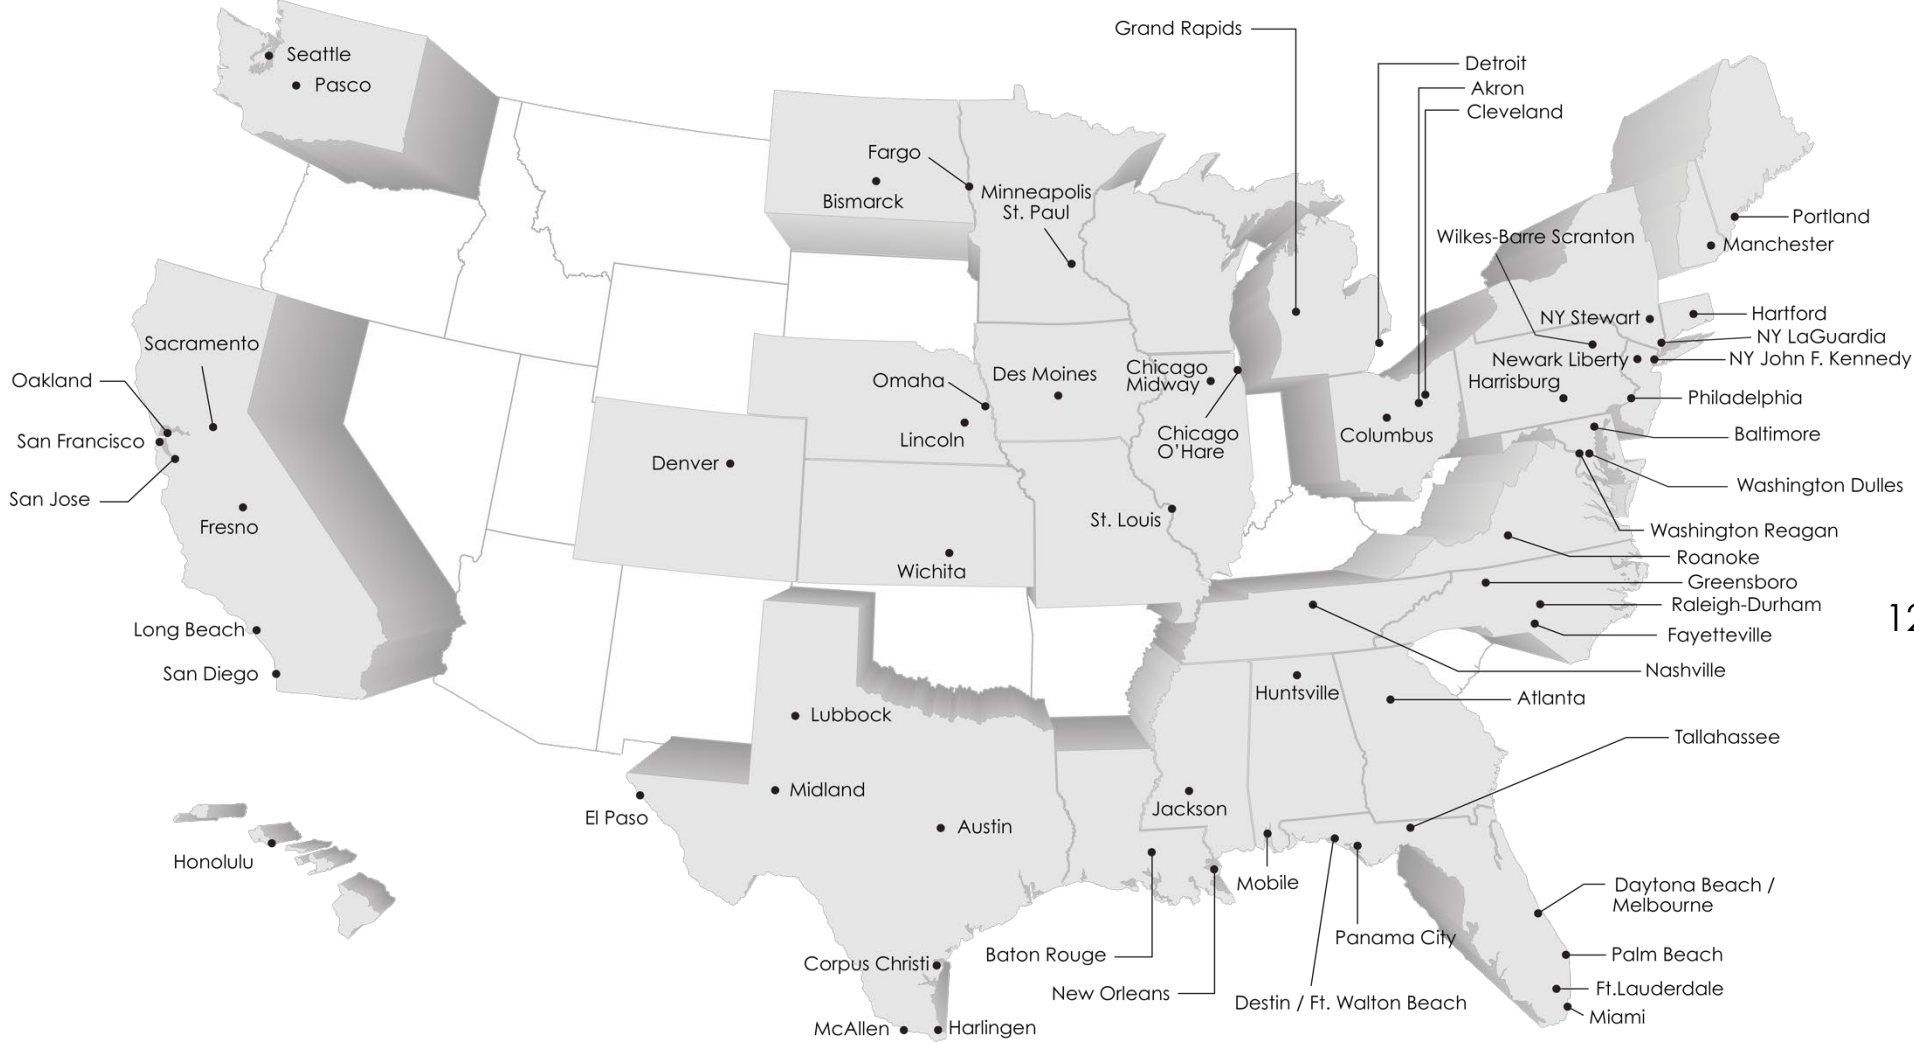 Grand Rapids
Detroit
Akron
Cleveland
Seattle
Pasco
Fargo
Bismarck
Minneapolis
St. Paul
Portland
Wilkes-Barre Scranton
Manchester
NY Stewart
Hartford
NY LaGuardia
Newark Liberty
NY John F. Kennedy
Harrisburg
Philadelphia
Baltimore
Washington Dulles
Washington Reagan
Roanoke
Greensboro
Raleigh-Durham
Fayetteville
12
Nashville
Atlanta
Tallahassee
Sacramento
Oakland
San Francisco
San Jose
Fresno
Long Beach
San Diego
Omaha
Lincoln
Des Moines
Chicago
Midway
Chicago
O'Hare
Columbus
Denver
St. Louis
Wichita
Huntsville
Lubbock
Midland
El Paso
Austin
Jackson
Honolulu
Mobile
Daytona Beach /
Melbourne
Panama City
Palm Beach
Baton Rouge
Corpus Christi
New Orleans
Destin / Ft. Walton Beach
Ft.Lauderdale
Miami
McAllen
Harlingen